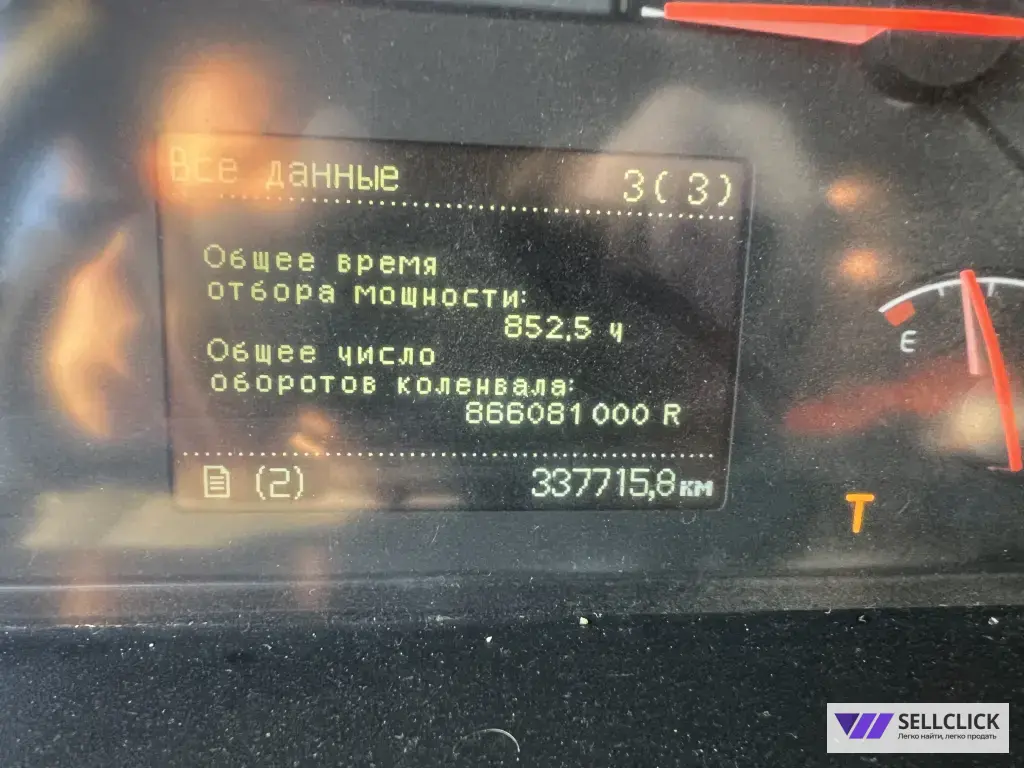 Все данные 3(3)
Общее время
отбора мощности:
852,5 ч
Общее число
оборотов коленвала:
866081000 R
(2) 337715,8км
E
T
SELLCLICK
Легко найти, легко продать